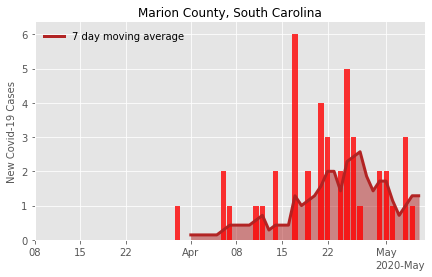 Marion County, South Carolina
7 day moving average
New Covid-19 Cases
6
5
4
3
2
1
0
08 15 22 Apr 08 15 22 May
2020-May